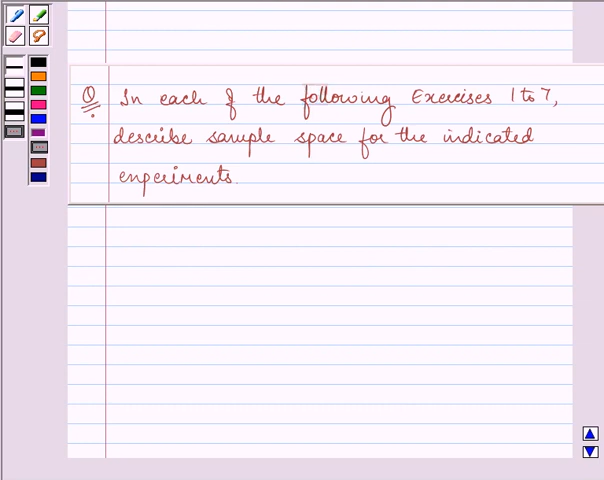 Q In each of the following Exercises 1 to 7,
describe sample space for the indicated
experiments.